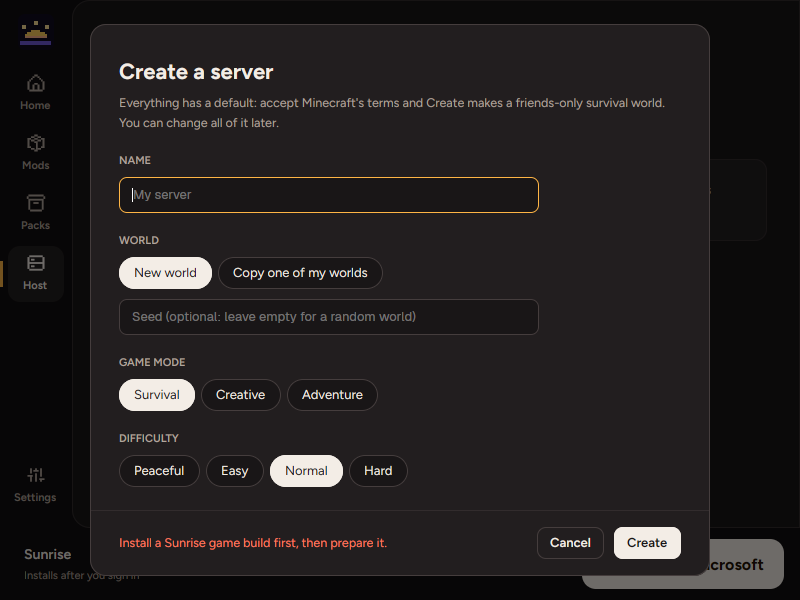 Home
Mods
Packs
Host
Settings
Sunrise
Installs after you sign in
Create a server
Everything has a default: accept Minecraft's terms and Create makes a friends-only survival world.
You can change all of it later.
NAME
My server
WORLD
New world
Copy one of my worlds
Seed (optional: leave empty for a random world)
GAME MODE
Survival
Creative
Adventure
DIFFICULTY
Peaceful
Easy
Normal
Hard
Install a Sunrise game build first, then prepare it.
Cancel
Create